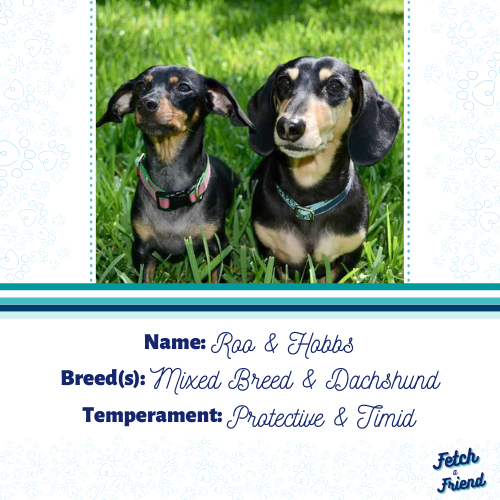 Name: Roo & Hobbs
Breed(s): Mixed Breed & Dachshund
Temperament: Protective & Timid
Fetch
a
Friend